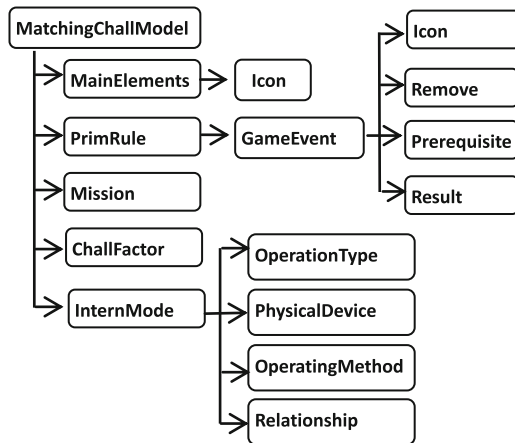 MatchingChallModel
MainElements
Icon
PrimRule
GameEvent
Icon
Remove
Prerequisite
Result
Mission
ChallFactor
InternMode
OperationType
PhysicalDevice
OperatingMethod
Relationship